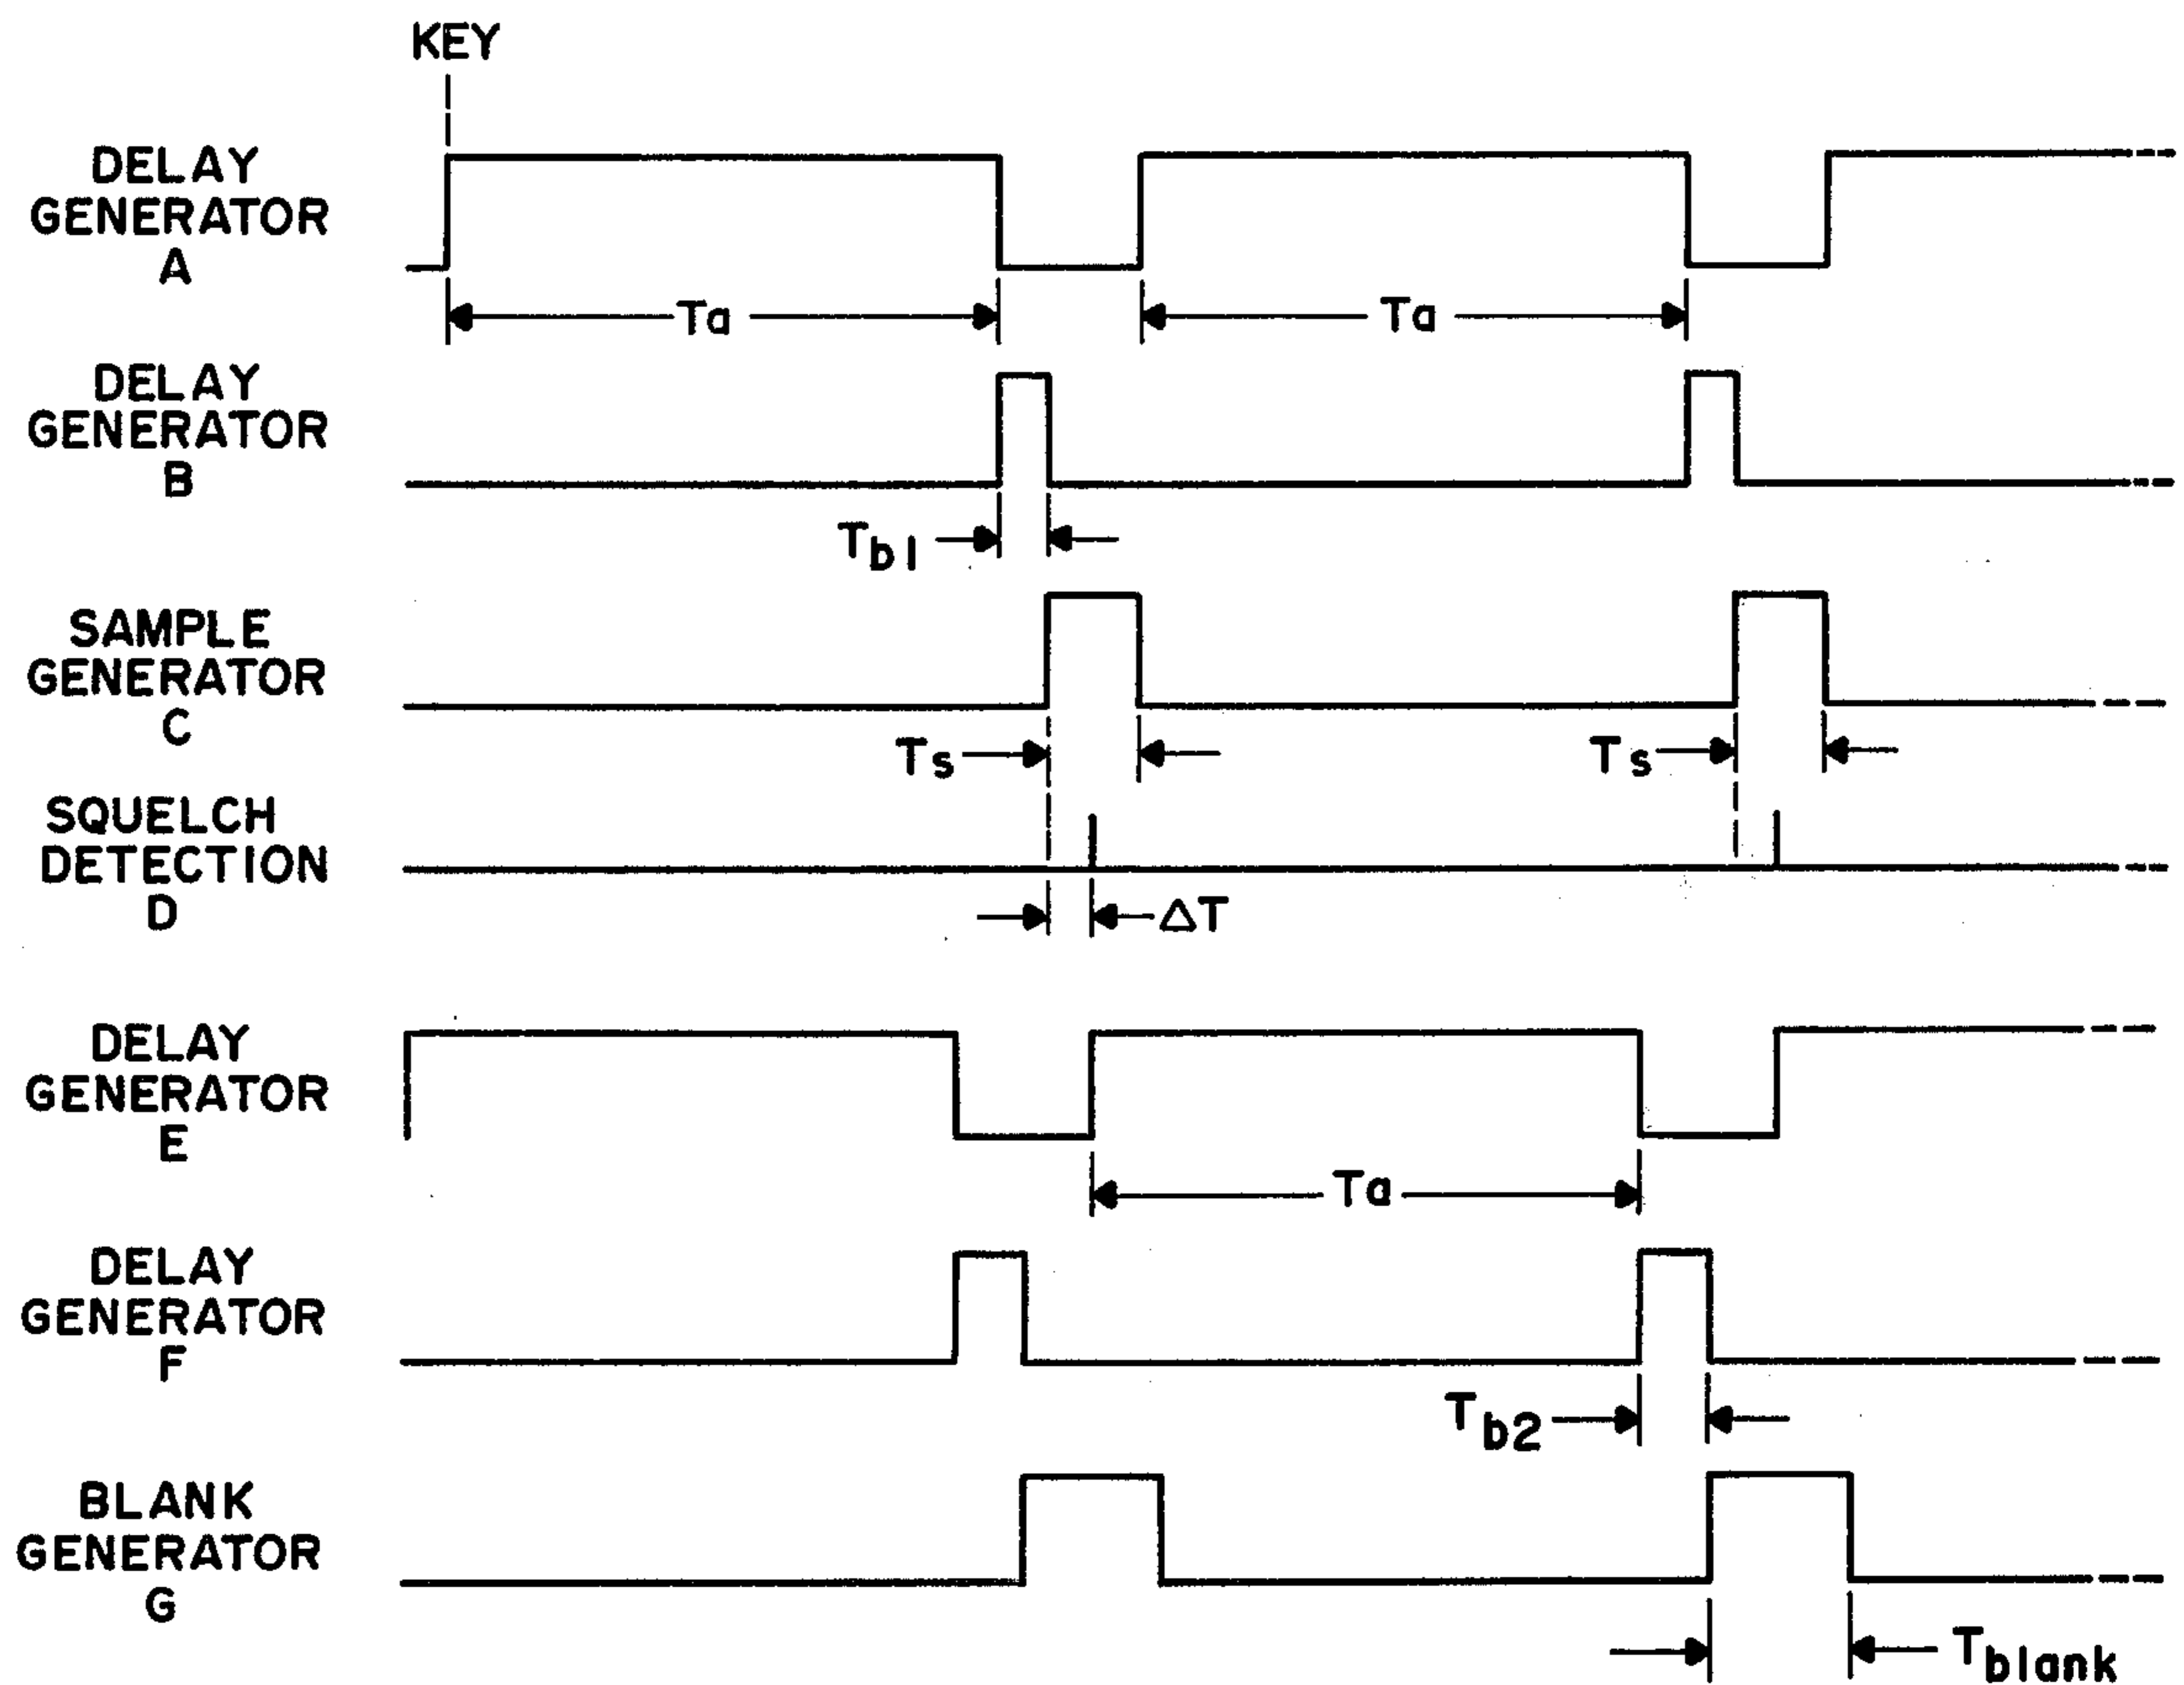 KEY
DELAY
GENERATOR
A
Ta
Ta
DELAY
GENERATOR
B
Tb1
SAMPLE
GENERATOR
C
Ts
Ts
SQUELCH
DETECTION
D
ΔT
DELAY
GENERATOR
E
Ta
DELAY
GENERATOR
F
Tb2
BLANK
GENERATOR
G
Tblank